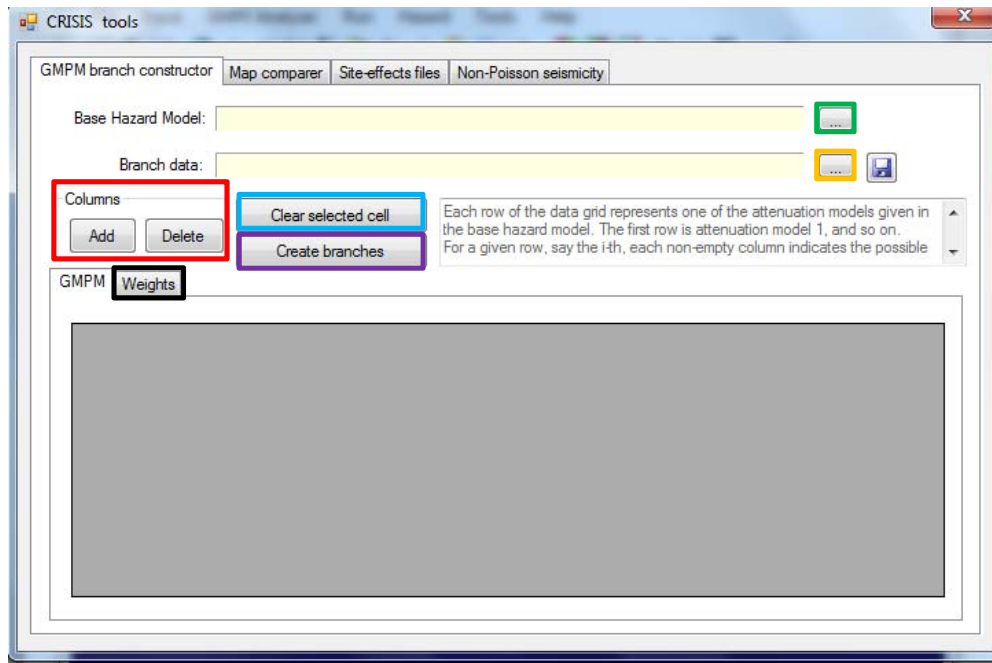 CRISIS tools
GMPM branch constructor Map comparer Site-effects files Non-Poisson seismicity
Base Hazard Model: ...
Branch data: ...
Columns
Add Delete
Clear selected cell
Create branches
Each row of the data grid represents one of the attenuation models given in
the base hazard model. The first row is attenuation model 1, and so on.
For a given row, say the i-th, each non-empty column indicates the possible
GMPM Weights